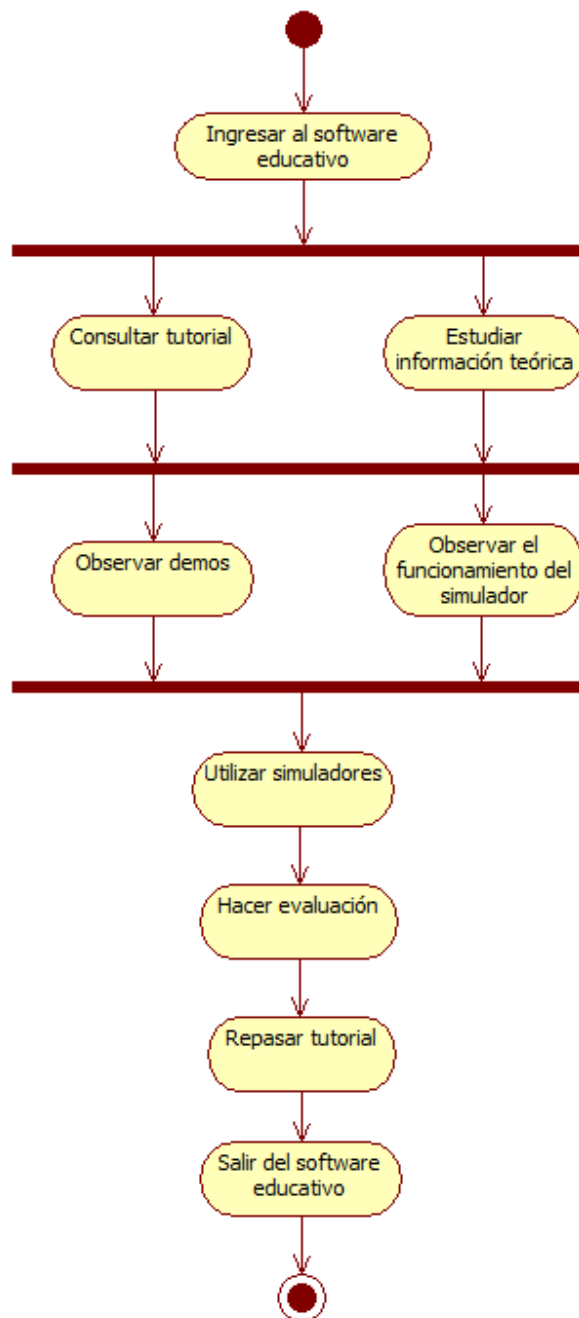 Ingresar al software
educativo
Consultar tutorial
Estudiar
información teórica
Observar demos
Observar el
funcionamiento del
simulador
Utilizar simuladores
Hacer evaluación
Repasar tutorial
Salir del software
educativo